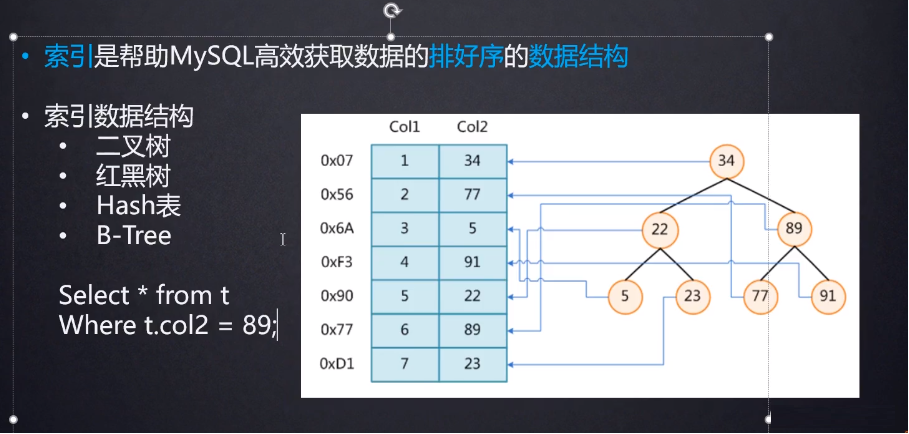 • 索引是帮助MySQL高效获取数据的排好序的数据结构
• 索引数据结构
• 二叉树
• 红黑树
• Hash表
• B-Tree
Select * from t
Where t.col2 = 89;
Col1 Col2
0x07 1 34
0x56 2 77
0x6A 3 5
0xF3 4 91
0x90 5 22
0x77 6 89
0xD1 7 23
34
22 89
5 23 77 91